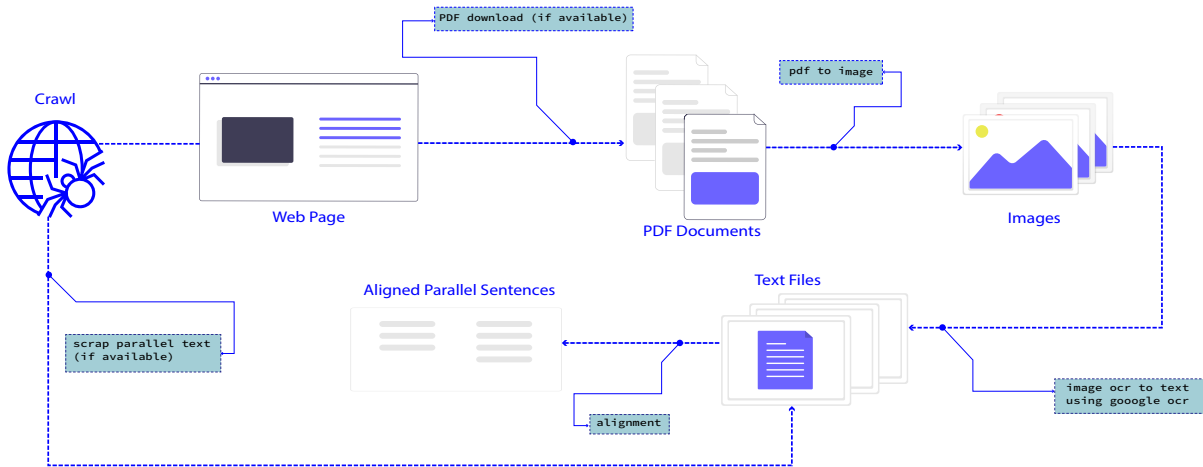 PDF download (if available)
pdf to image
Crawl
Web Page
PDF Documents
Images
Aligned Parallel Sentences
Text Files
scrap parallel text
(if available)
image ocr to text
using gooogle ocr
alignment